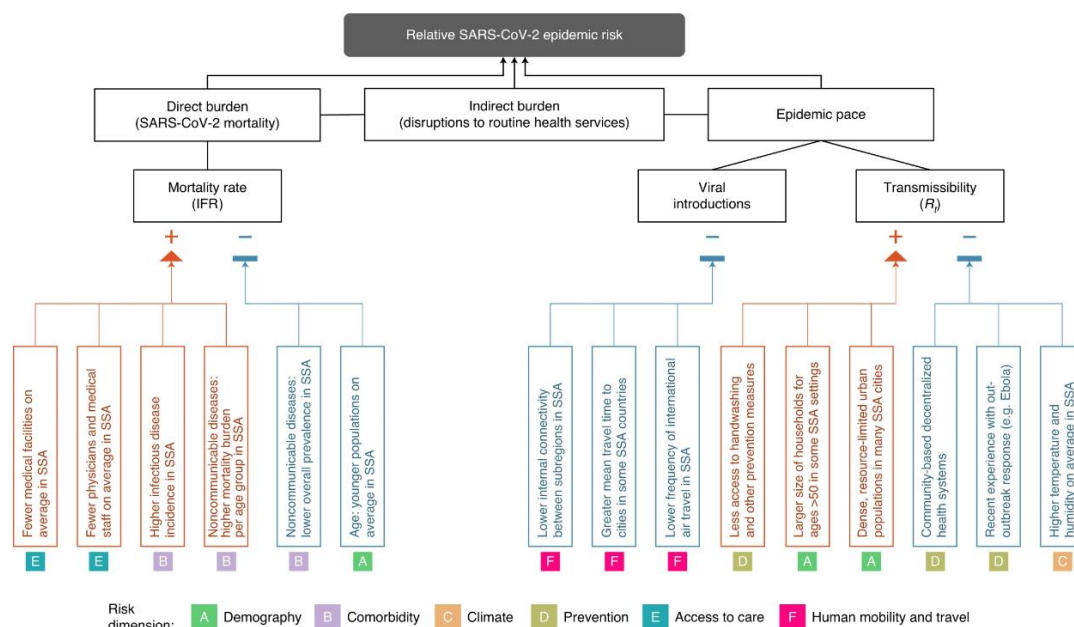 Relative SARS-CoV-2 epidemic risk
Direct burden
(SARS-CoV-2 mortality)
Indirect burden
(disruptions to routine health services)
Epidemic pace
Mortality rate
(IFR)
Viral
introductions
Transmissibility
(Rt)
+
−
−
+
−
Fewer medical facilities on
average in SSA
Fewer physicians and medical
staff on average in SSA
Higher infectious disease
incidence in SSA
Noncommunicable diseases:
higher mortality burden
per age group in SSA
Noncommunicable diseases:
lower overall prevalence in SSA
Age: younger populations on
average in SSA
Lower internal connectivity
between subregions in SSA
Greater mean travel time to
cities in some SSA countries
Lower frequency of international
air travel in SSA
Less access to handwashing
and other prevention measures
Larger size of households for
ages >50 in some SSA settings
Dense, resource-limited urban
populations in many SSA cities
Community-based decentralized
health systems
Recent experience with out-
outbreak response (e.g. Ebola)
Higher temperature and
humidity on average in SSA
E
E
B
B
B
A
F
F
F
D
A
A
D
D
C
Risk
dimension:
A Demography
B Comorbidity
C Climate
D Prevention
E Access to care
F Human mobility and travel